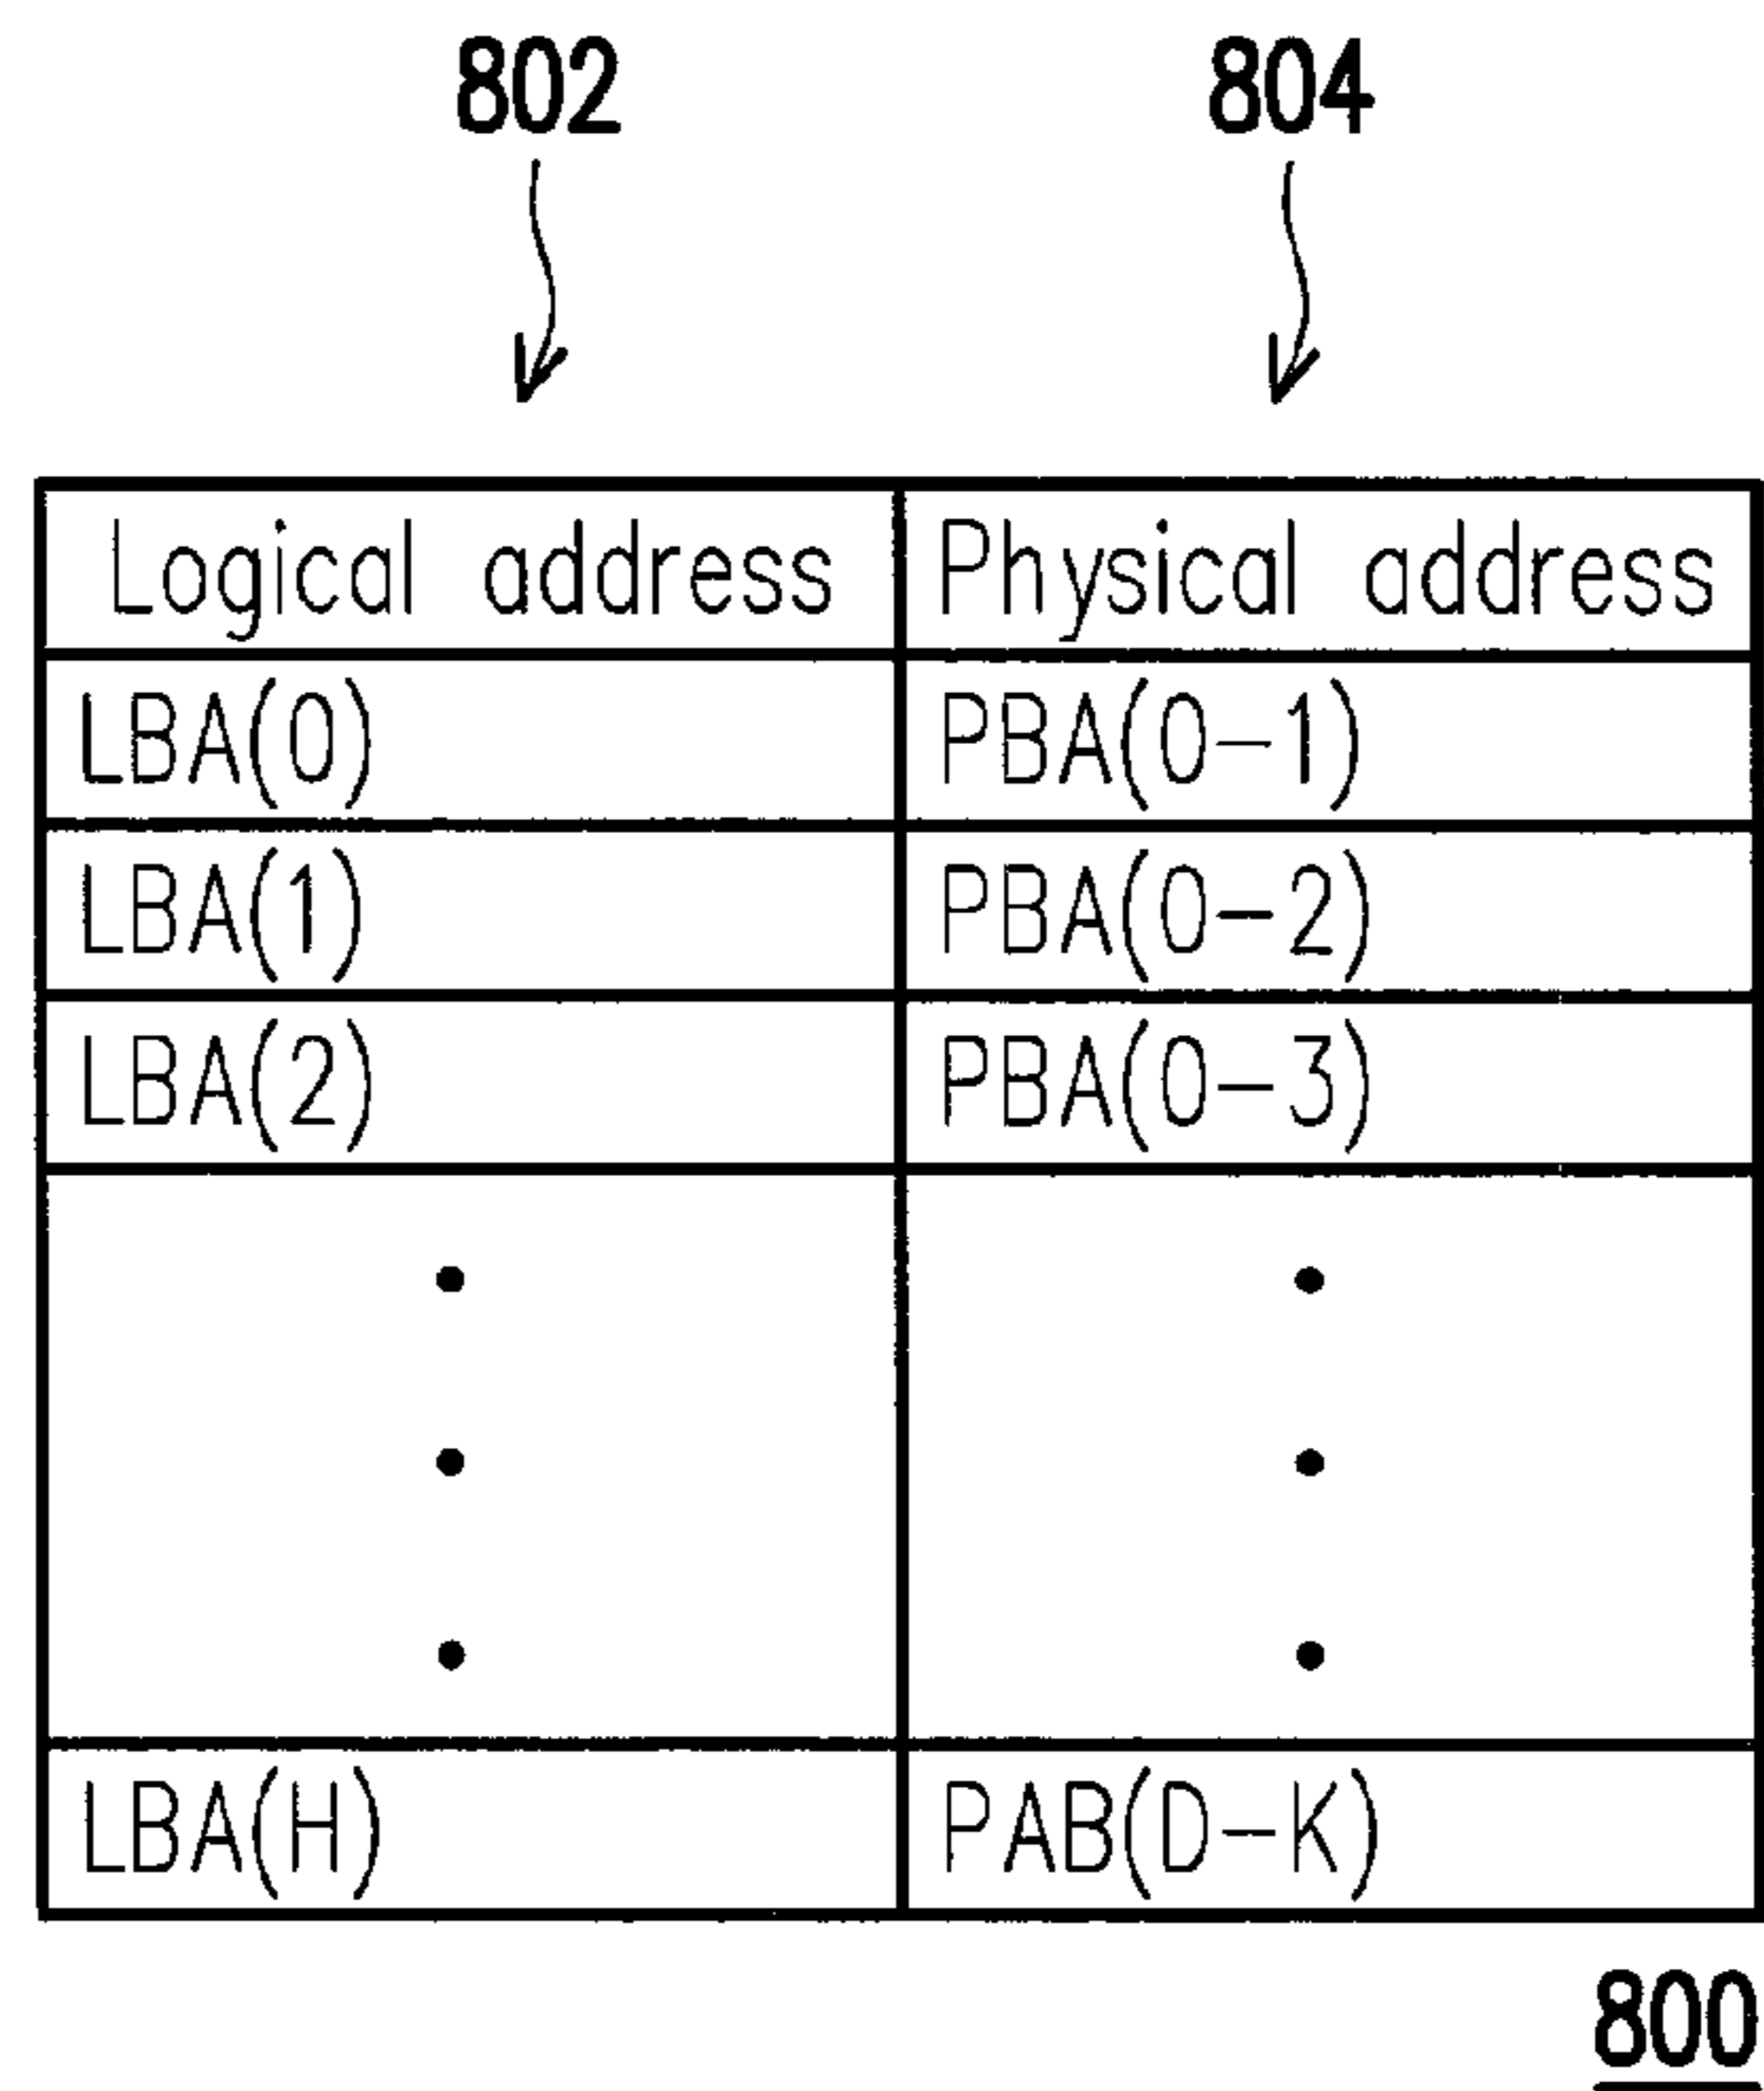 802 804
Logical address Physical address
LBA(0) PBA(0-1)
LBA(1) PBA(0-2)
LBA(2) PBA(0-3)
LBA(H) PAB(D-K)
800